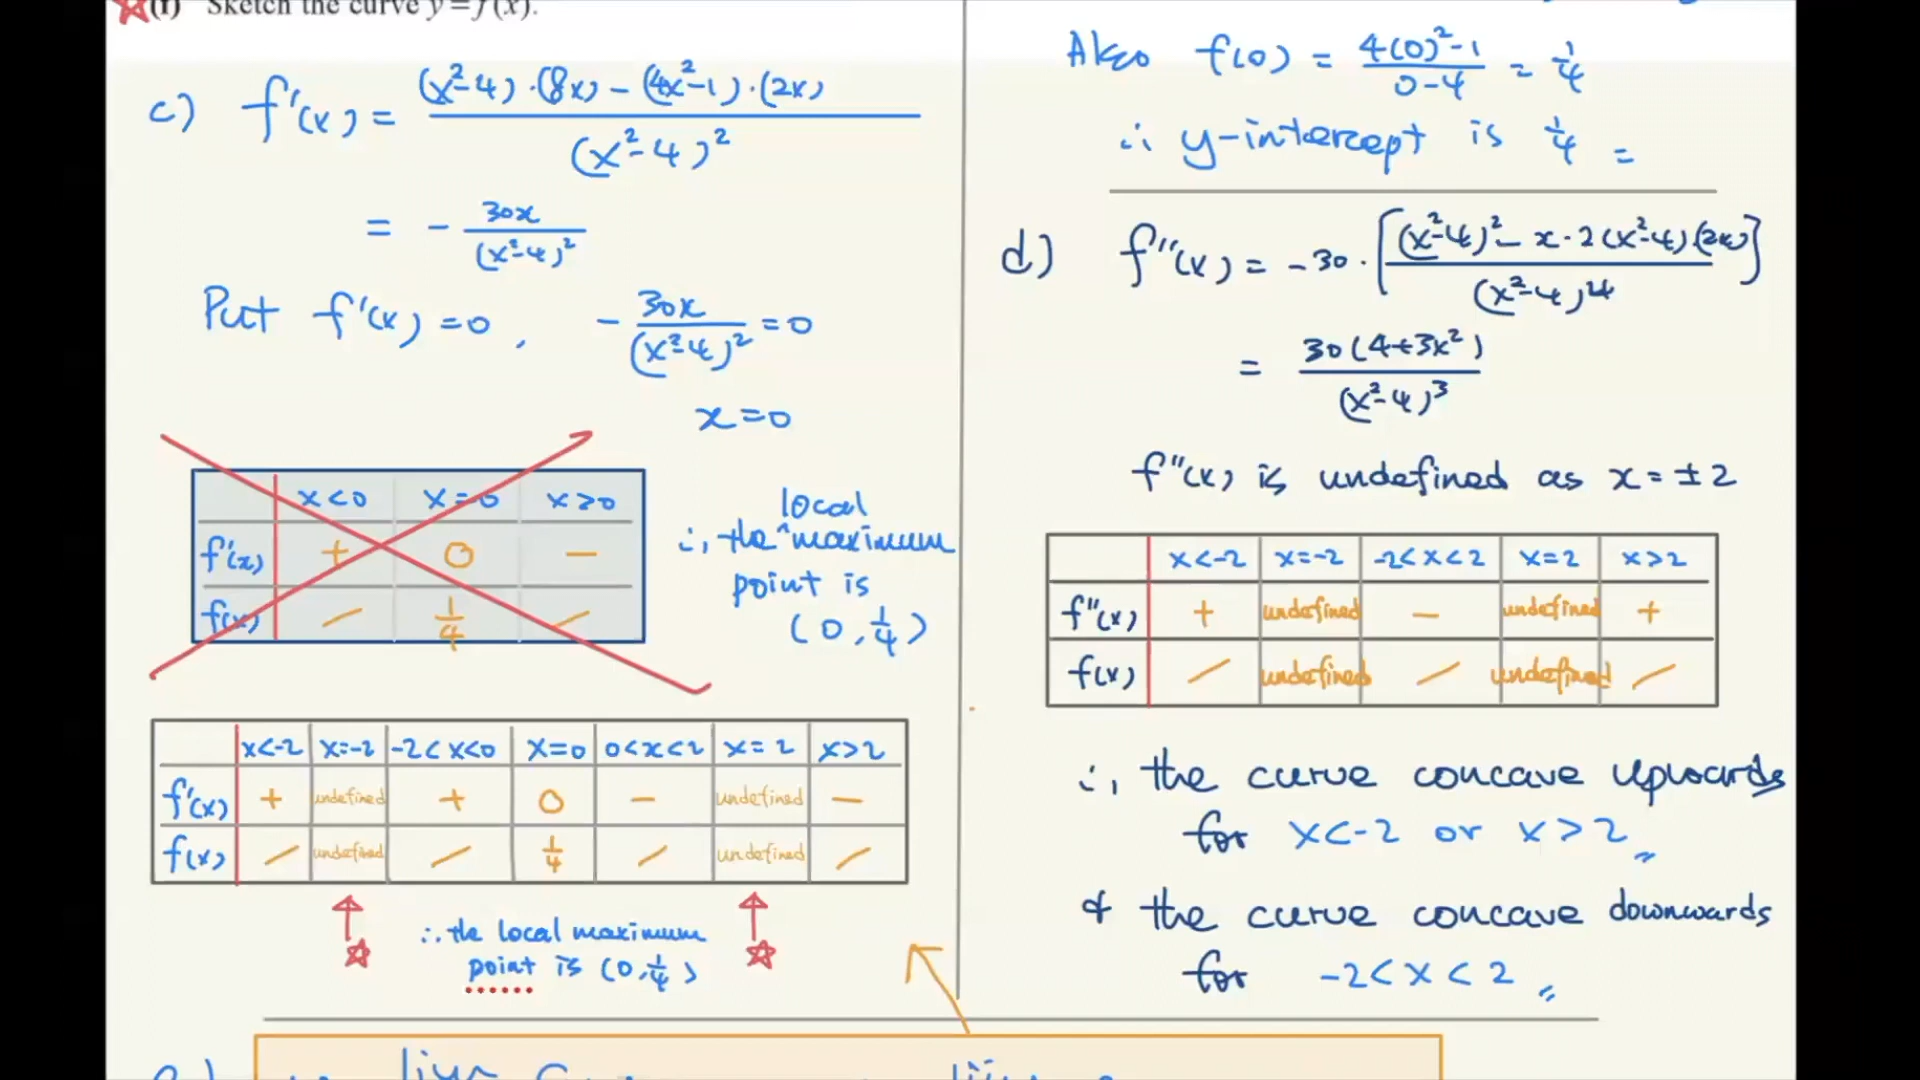 (f) Sketch the curve y = f(x).
c) f'(x) = ((x²-4)·(8x) - (4x²-1)·(2x)) / (x²-4)²
= - 30x / (x²-4)²
Put f'(x) = 0, - 30x / (x²-4)² = 0
x = 0
x<0 x=0 x>0
f'(x) + 0 −
f(x) / 1/4 /
local
∴ the ^ maximum
point is
(0, 1/4)
x<-2 x=-2 -2<x<0 x=0 0<x<2 x=2 x>2
f'(x) + undefined + 0 − undefined −
f(x) / undefined / 1/4 / undefined /
∴ the local maximum
point is (0, 1/4)
Also f(0) = (4(0)²-1) / (0-4) = 1/4
∴ y-intercept is 1/4
d) f''(x) = -30 · [((x²-4)² - x·2(x²-4)(2x)) / (x²-4)⁴]
= 30(4+3x²) / (x²-4)³
f''(x) is undefined as x = ±2
x<-2 x=-2 -2<x<2 x=2 x>2
f''(x) + undefined − undefined +
f(x) / undefined / undefined /
∴ the curve concave upwards
for x<-2 or x>2
& the curve concave downwards
for -2<x<2